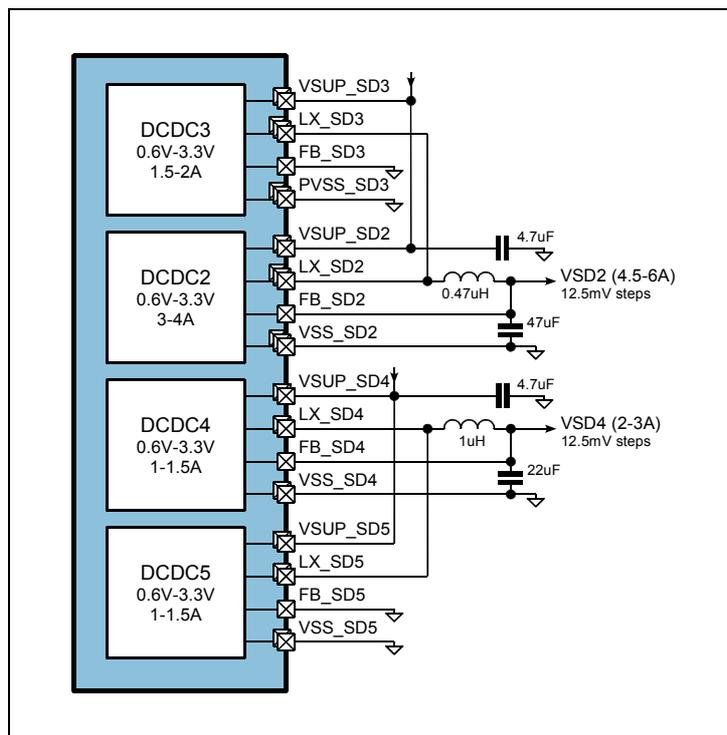 VSUP_SD3
LX_SD3
FB_SD3
PVSS_SD3
DCDC3
0.6V-3.3V
1.5-2A
VSUP_SD2
LX_SD2
FB_SD2
VSS_SD2
DCDC2
0.6V-3.3V
3-4A
4.7uF
0.47uH
VSD2 (4.5-6A)
12.5mV steps
47uF
VSUP_SD4
LX_SD4
FB_SD4
VSS_SD4
DCDC4
0.6V-3.3V
1-1.5A
4.7uF
1uH
VSD4 (2-3A)
12.5mV steps
22uF
VSUP_SD5
LX_SD5
FB_SD5
VSS_SD5
DCDC5
0.6V-3.3V
1-1.5A